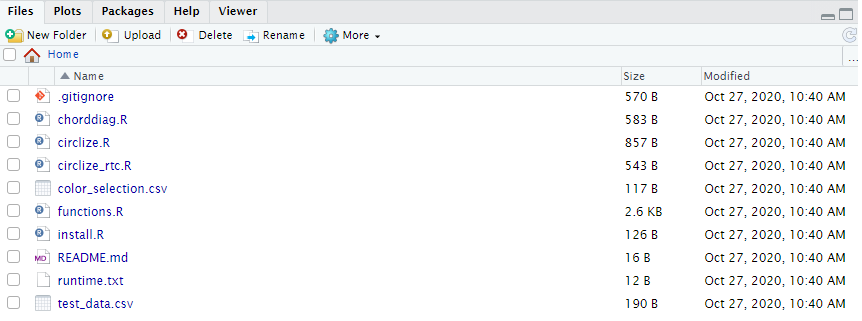 Files Plots Packages Help Viewer
New Folder Upload Delete Rename More
Home ...
Name Size Modified
.gitignore 570 B Oct 27, 2020, 10:40 AM
chorddiag.R 583 B Oct 27, 2020, 10:40 AM
circlize.R 857 B Oct 27, 2020, 10:40 AM
circlize_rtc.R 543 B Oct 27, 2020, 10:40 AM
color_selection.csv 117 B Oct 27, 2020, 10:40 AM
functions.R 2.6 KB Oct 27, 2020, 10:40 AM
install.R 126 B Oct 27, 2020, 10:40 AM
MD README.md 16 B Oct 27, 2020, 10:40 AM
runtime.txt 12 B Oct 27, 2020, 10:40 AM
test_data.csv 190 B Oct 27, 2020, 10:40 AM